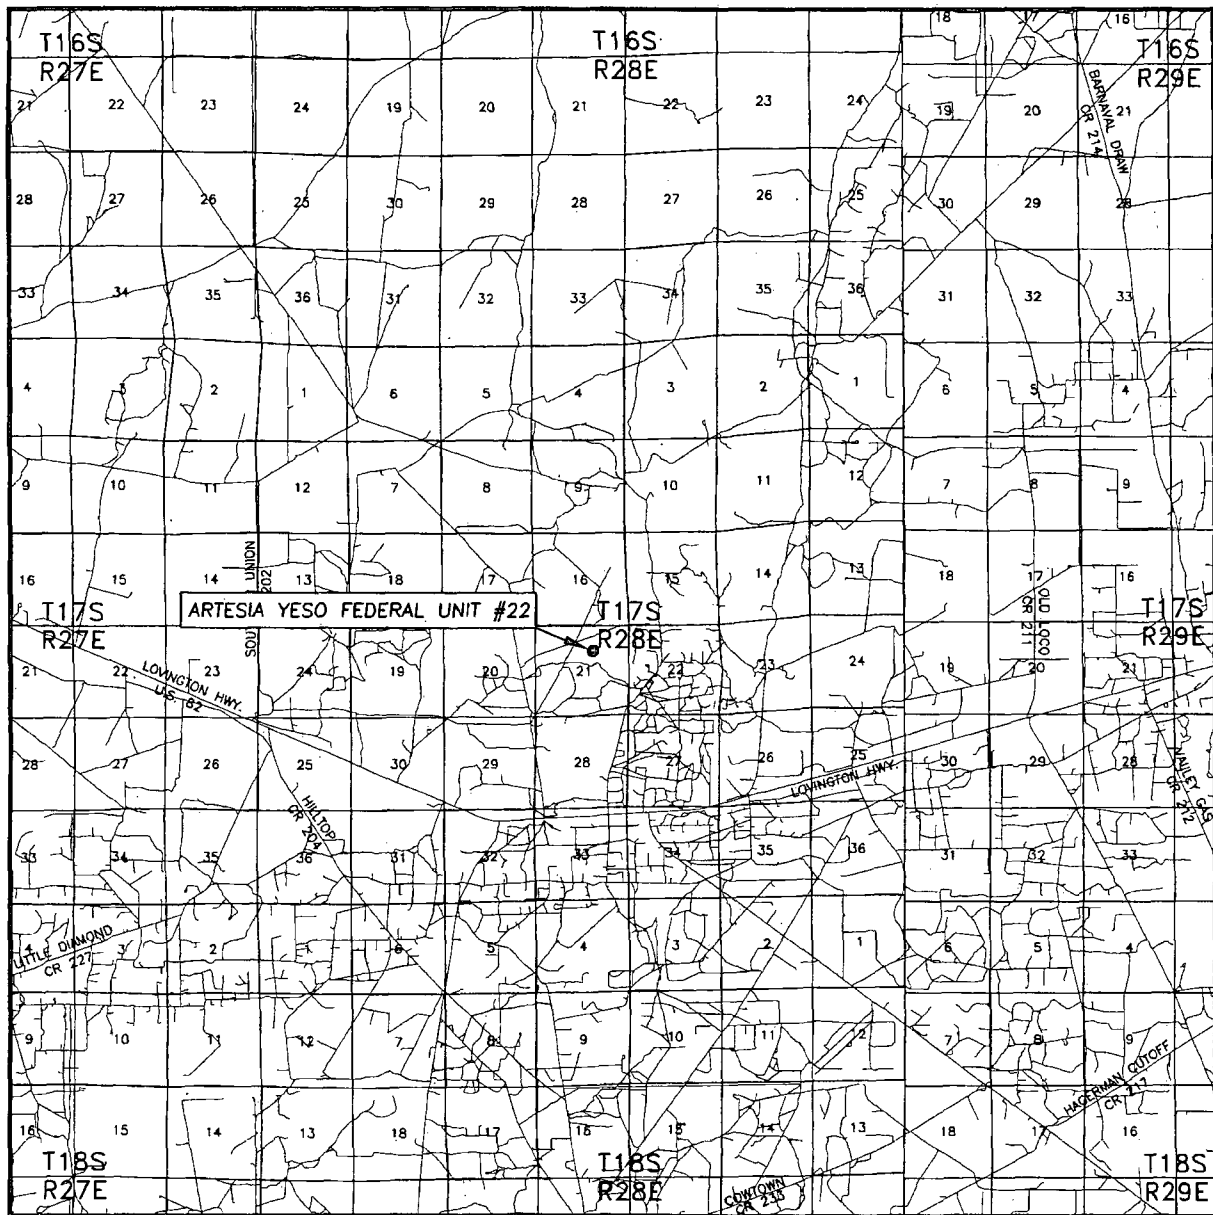 T16S T16S 18 17 16 T16S
R27E R28E R29E
21 22 23 24 19 20 21 22 23 24 19 20 21
BARNAVAL DRAW
CR 214
28 27 26 25 30 29 28 27 26 25 30 29 28
33 34 35 36 31 32 33 34 35 36 31 32 33
4 3 2 1 6 5 4 3 2 1 6 5 4
9 10 11 12 7 8 9 10 11 12 7 8 9
16 15 14 13 18 17 16 15 14 13 18 17 16
UNION
202
SOU
ARTESIA YESO FEDERAL UNIT #22
T17S T17S T17S
R27E R28E R29E
OLD LOCO
CR 211
21 22 23 24 19 20 21 22 23 24 19 20 21
LOVINGTON HWY.
U.S. 82
28 27 26 25 30 29 28 27 26 25 30 29 28
LOVINGTON HWY.
NAILEY GAS
CR 212
HILLTOP
CR 204
33 34 35 36 31 32 33 34 35 36 31 32 33
4 3 2 1 6 5 4 3 2 1 6 5 4
LITTLE DIAMOND
CR 227
9 10 11 12 7 8 9 10 11 12 7 8 9
HAGERMAN CUTOFF
CR 217
16 15 14 13 18 17 16 15 14 13 18 17 16
T18S T18S T18S
R27E R28E R29E
COWTOWN
CR 233